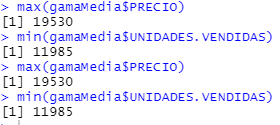 > max(gamaMedia$PRECIO)
[1] 19530
> min(gamaMedia$UNIDADES.VENDIDAS)
[1] 11985
> max(gamaMedia$PRECIO)
[1] 19530
> min(gamaMedia$UNIDADES.VENDIDAS)
[1] 11985